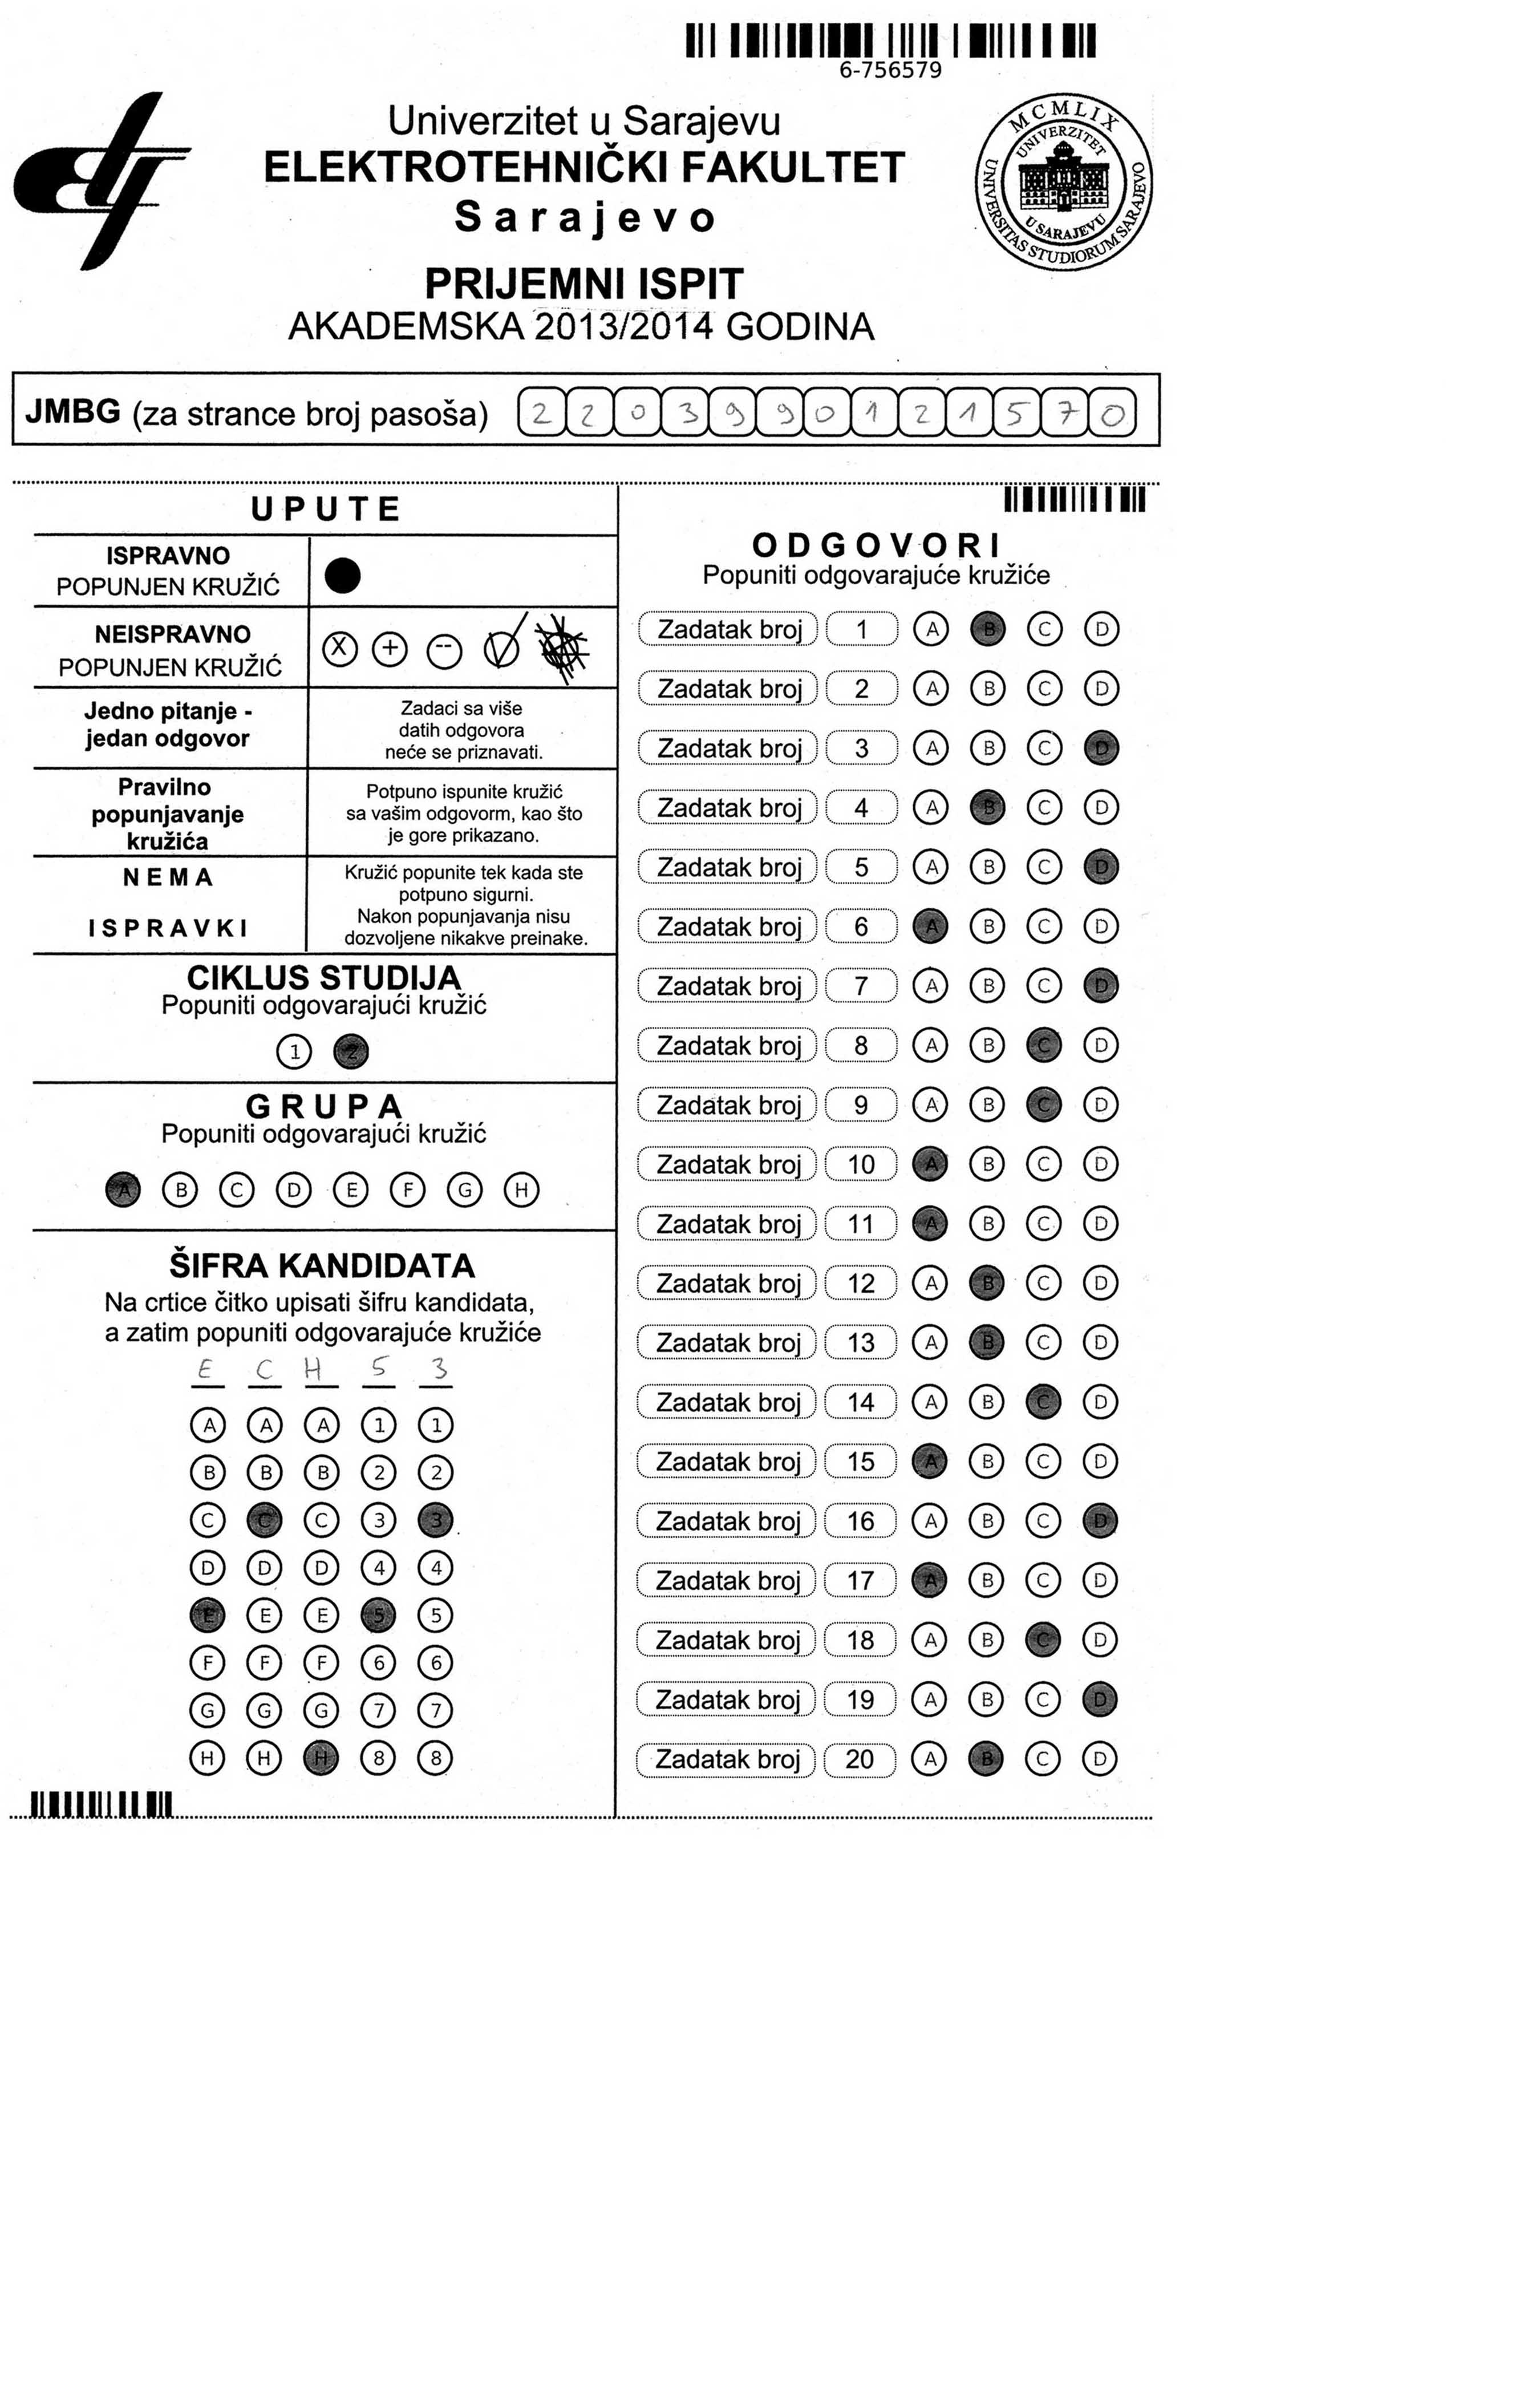 6-756579
Univerzitet u Sarajevu
ELEKTROTEHNIČKI FAKULTET
Sarajevo
PRIJEMNI ISPIT
AKADEMSKA 2013/2014 GODINA
MCMLIX
UNIVERZITET
U SARAJEVU
UNIVERSITAS STUDIORUM SARAJEVO
JMBG (za strance broj pasoša) 2 2 0 3 9 9 0 1 2 1 5 7 0
UPUTE
ISPRAVNO
POPUNJEN KRUŽIĆ
NEISPRAVNO
POPUNJEN KRUŽIĆ
X + --
Jedno pitanje -
jedan odgovor
Zadaci sa više
datih odgovora
neće se priznavati.
Pravilno
popunjavanje
kružića
Potpuno ispunite kružić
sa vašim odgovorm, kao što
je gore prikazano.
NEMA
ISPRAVKI
Kružić popunite tek kada ste
potpuno sigurni.
Nakon popunjavanja nisu
dozvoljene nikakve preinake.
CIKLUS STUDIJA
Popuniti odgovarajući kružić
1 2
GRUPA
Popuniti odgovarajući kružić
A B C D E F G H
ŠIFRA KANDIDATA
Na crtice čitko upisati šifru kandidata,
a zatim popuniti odgovarajuće kružiće
E C H 5 3
A A A 1 1
B B B 2 2
C C C 3 3
D D D 4 4
E E E 5 5
F F F 6 6
G G G 7 7
H H H 8 8
ODGOVORI
Popuniti odgovarajuće kružiće
Zadatak broj 1 A B C D
Zadatak broj 2 A B C D
Zadatak broj 3 A B C D
Zadatak broj 4 A B C D
Zadatak broj 5 A B C D
Zadatak broj 6 A B C D
Zadatak broj 7 A B C D
Zadatak broj 8 A B C D
Zadatak broj 9 A B C D
Zadatak broj 10 A B C D
Zadatak broj 11 A B C D
Zadatak broj 12 A B C D
Zadatak broj 13 A B C D
Zadatak broj 14 A B C D
Zadatak broj 15 A B C D
Zadatak broj 16 A B C D
Zadatak broj 17 A B C D
Zadatak broj 18 A B C D
Zadatak broj 19 A B C D
Zadatak broj 20 A B C D